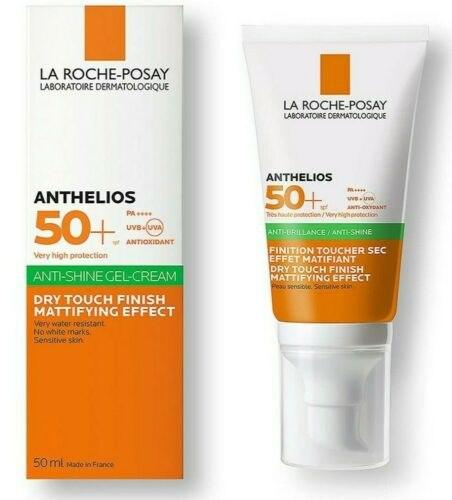 LA ROCHE-POSAY
LABORATOIRE DERMATOLOGIQUE
ANTHELIOS
50+
spf
PA ++++
UVB + UVA
ANTIOXIDANT
Very high protection
ANTI-SHINE GEL-CREAM
DRY TOUCH FINISH
MATTIFYING EFFECT
Very water resistant.
No white marks.
Sensitive skin.
50 ml Made in France
LA ROCHE-POSAY
LABORATOIRE DERMATOLOGIQUE
ANTHELIOS
50+
spf
PA ++++
UVB + UVA
ANTI-OXYDANT
Très haute protection / Very high protection
ANTI-BRILLANCE / ANTI-SHINE
FINITION TOUCHER SEC
EFFET MATIFIANT
DRY TOUCH FINISH
MATTIFYING EFFECT
Peau sensible. Sensitive skin.